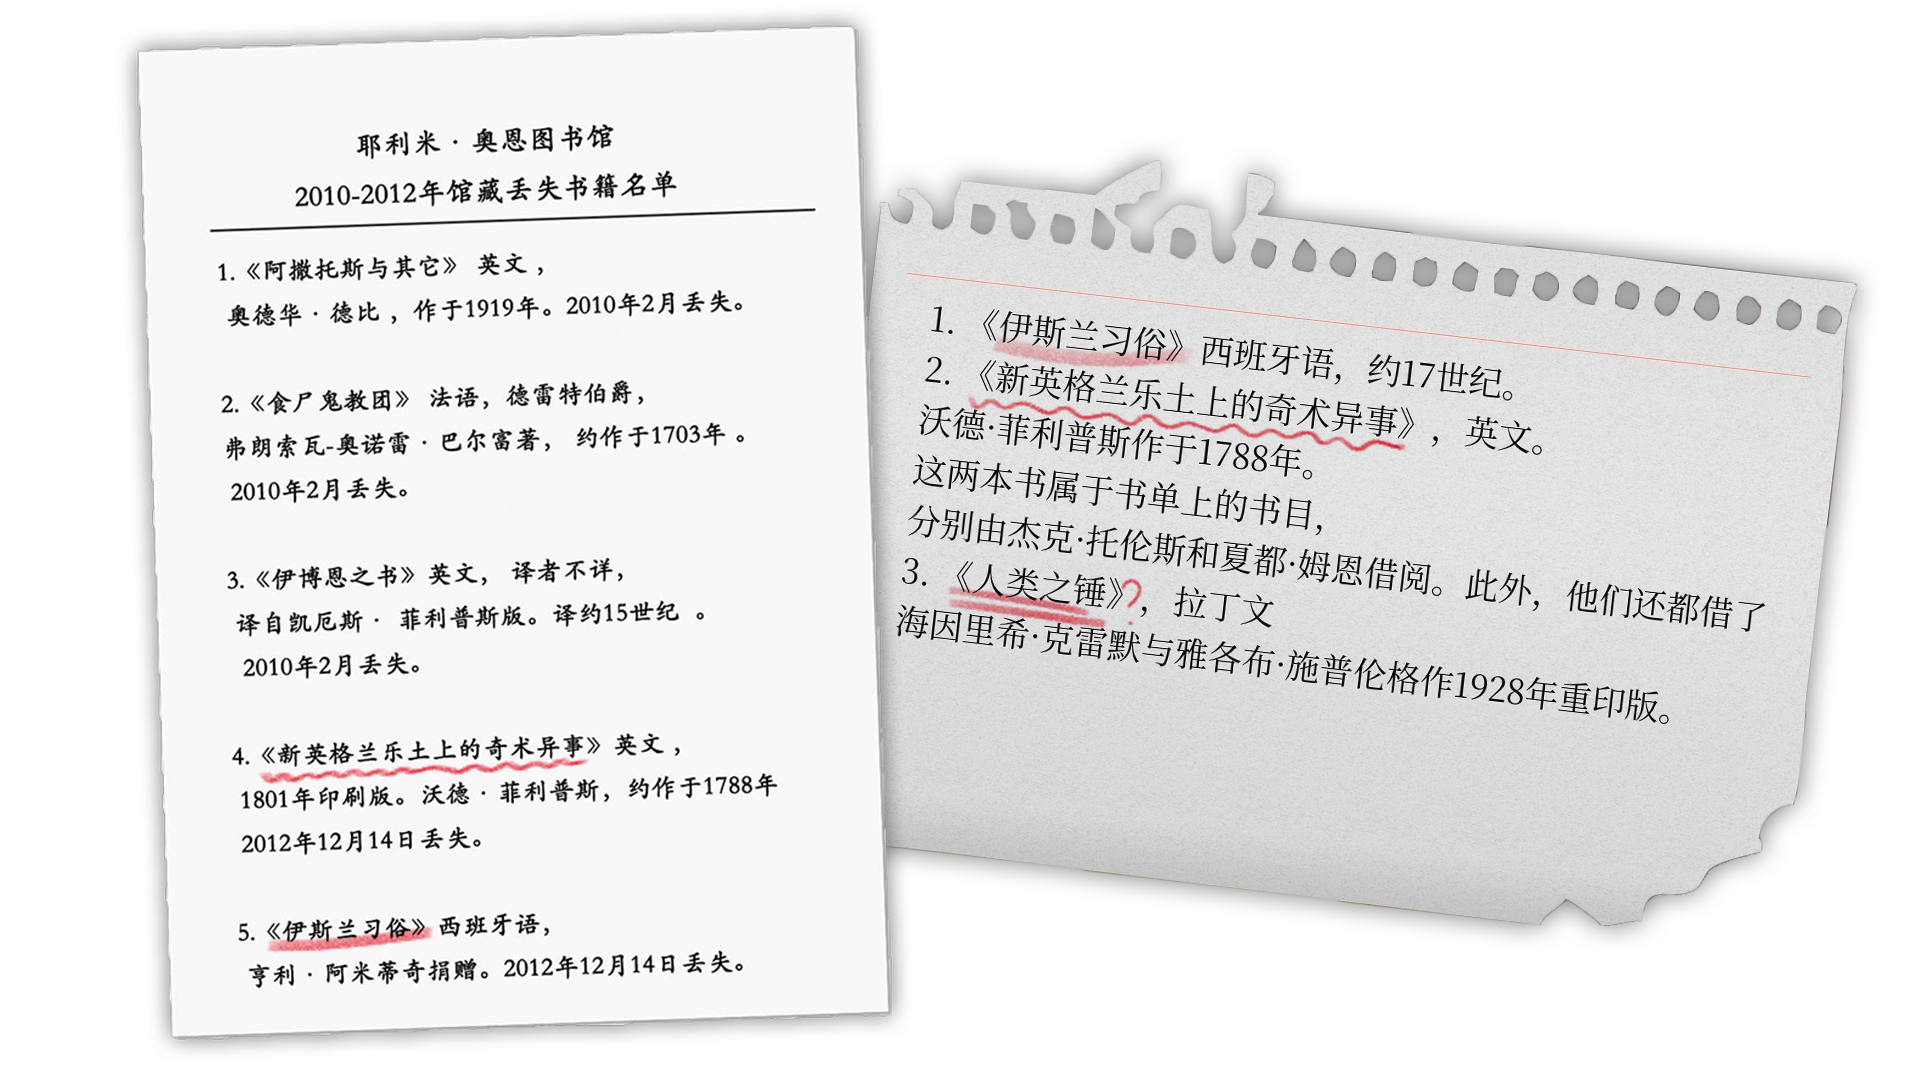 耶利米·奥恩图书馆
2010-2012年馆藏丢失书籍名单
1.《阿撒托斯与其它》 英文，
奥德华·德比，作于1919年。2010年2月丢失。
2.《食尸鬼教团》 法语，德雷特伯爵，
弗朗索瓦-奥诺雷·巴尔富著， 约作于1703年 。
2010年2月丢失。
3.《伊博恩之书》英文， 译者不详，
译自凯厄斯· 菲利普斯版。译约15世纪 。
2010年2月丢失。
4.《新英格兰乐土上的奇术异事》英文，
1801年印刷版。沃德·菲利普斯，约作于1788年
2012年12月14日丢失。
5.《伊斯兰习俗》西班牙语，
亨利·阿米蒂奇捐赠。2012年12月14日丢失。
1. 《伊斯兰习俗》西班牙语，约17世纪。
2. 《新英格兰乐土上的奇术异事》，英文。
沃德·菲利普斯作于1788年。
这两本书属于书单上的书目，
分别由杰克·托伦斯和夏都·姆恩借阅。此外，他们还都借了
3. 《人类之锤》?，拉丁文
海因里希·克雷默与雅各布·施普伦格作1928年重印版。